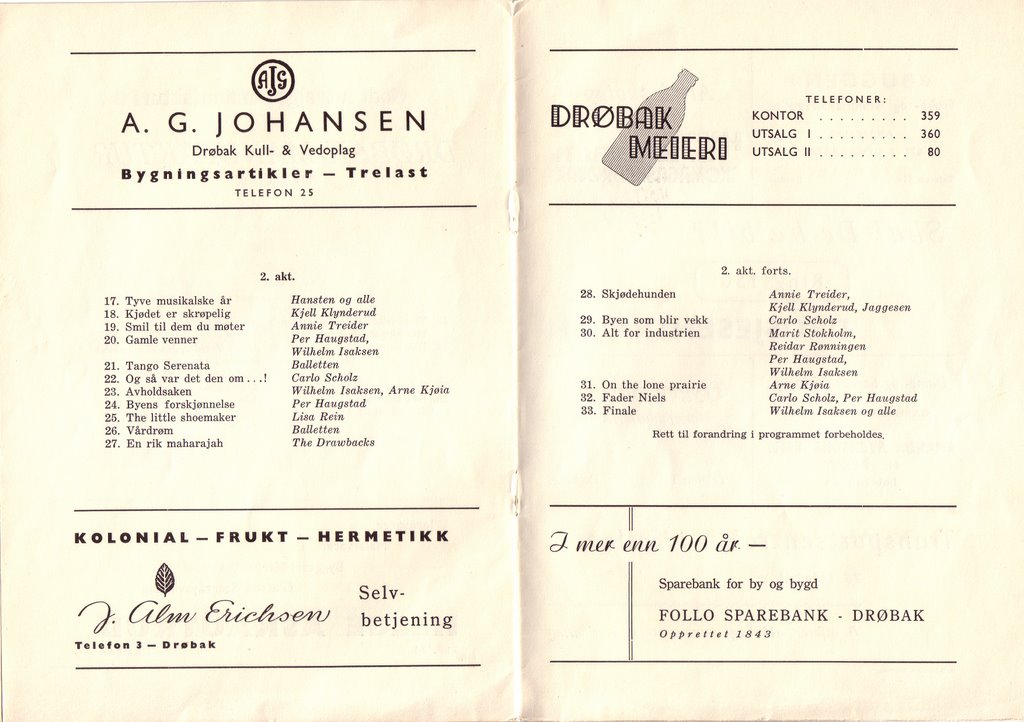 AJG
A. G. JOHANSEN
Drøbak Kull- & Vedoplag
Bygningsartikler — Trelast
TELEFON 25
2. akt.
17. Tyve musikalske år Hansten og alle
18. Kjødet er skrøpelig Kjell Klynderud
19. Smil til dem du møter Annie Treider
20. Gamle venner Per Haugstad,
Wilhelm Isaksen
21. Tango Serenata Balletten
22. Og så var det den om . . . ! Carlo Scholz
23. Avholdsaken Wilhelm Isaksen, Arne Kjøia
24. Byens forskjønnelse Per Haugstad
25. The little shoemaker Lisa Rein
26. Vårdrøm Balletten
27. En rik maharajah The Drawbacks
KOLONIAL — FRUKT — HERMETIKK
J. Alm Erichsen
Selv-
betjening
Telefon 3 — Drøbak
DRØBAK
MEIERI
TELEFONER:
KONTOR . . . . . . . . . 359
UTSALG I . . . . . . . . . 360
UTSALG II . . . . . . . . . 80
2. akt. forts.
28. Skjødehunden Annie Treider,
Kjell Klynderud, Jaggesen
29. Byen som blir vekk Carlo Scholz
30. Alt for industrien Marit Stokholm,
Reidar Rønningen
Per Haugstad,
Wilhelm Isaksen
31. On the lone prairie Arne Kjøia
32. Fader Niels Carlo Scholz, Per Haugstad
33. Finale Wilhelm Isaksen og alle
Rett til forandring i programmet forbeholdes.
I mer enn 100 år —
Sparebank for by og bygd
FOLLO SPAREBANK - DRØBAK
Opprettet 1843